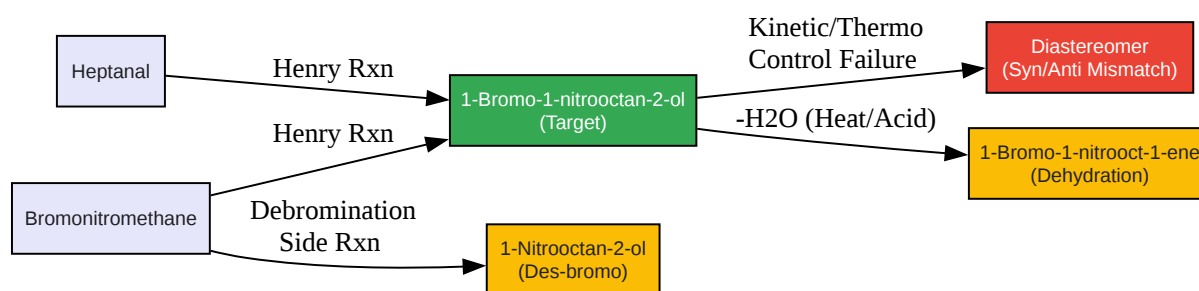 Heptanal
Henry Rxn
Henry Rxn
Bromonitromethane
Debromination
Side Rxn
1-Bromo-1-nitrooctan-2-ol
(Target)
1-Nitrooctan-2-ol
(Des-bromo)
Kinetic/Thermo
Control Failure
-H2O (Heat/Acid)
Diastereomer
(Syn/Anti Mismatch)
1-Bromo-1-nitrooct-1-ene
(Dehydration)